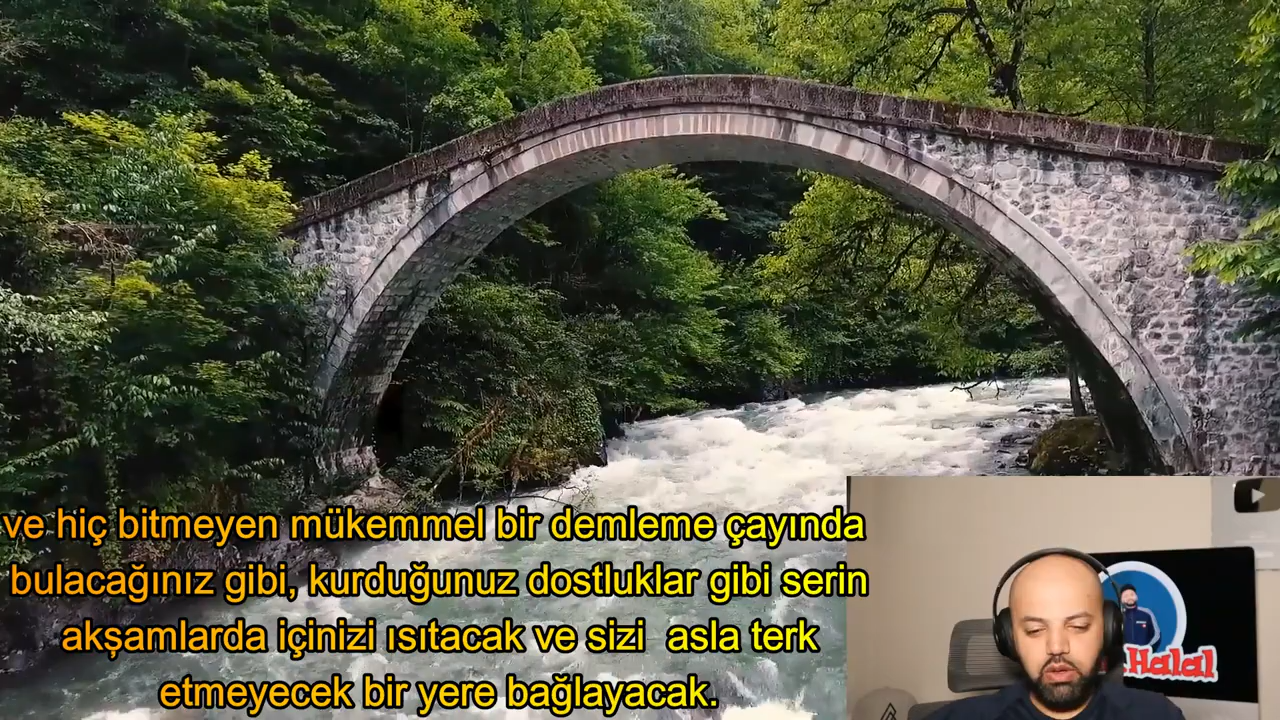 ve hiç bitmeyen mükemmel bir demleme çayında
bulacağınız gibi, kurduğunuz dostluklar gibi serin
akşamlarda içinizi ısıtacak ve sizi  asla terk
etmeyecek bir yere bağlayacak.
.Halal